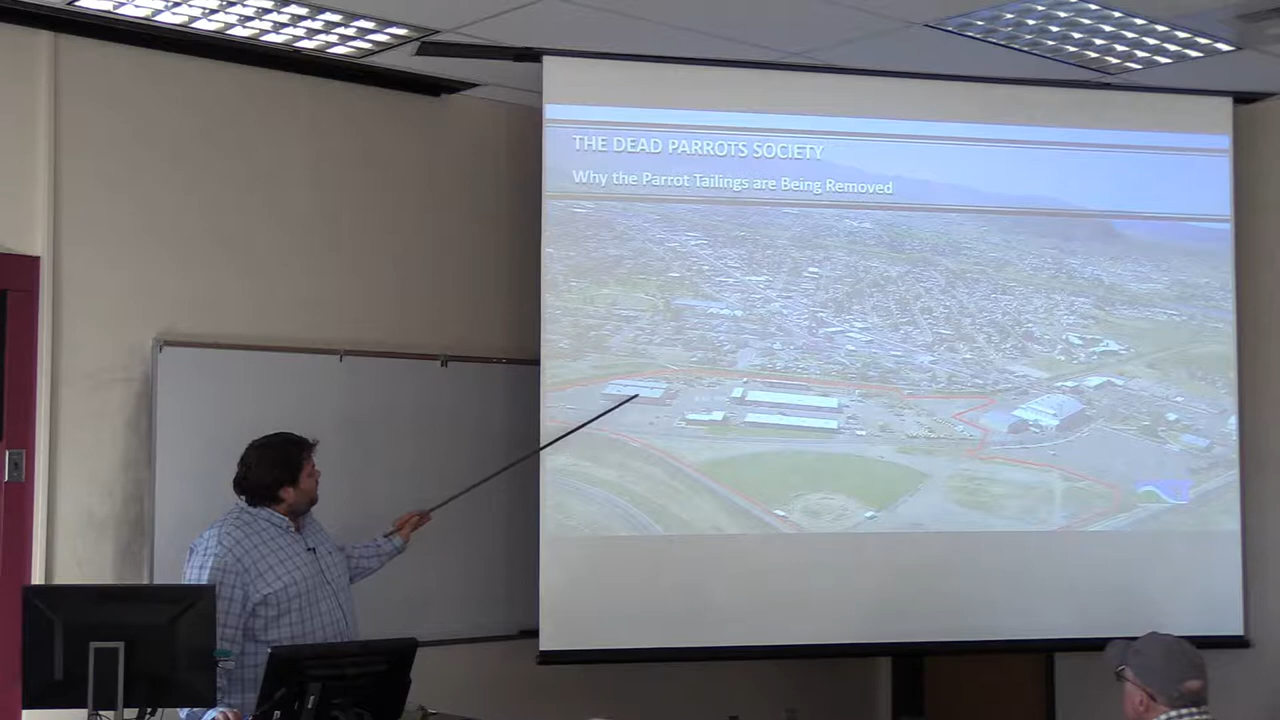 THE DEAD PARROTS SOCIETY
Why the Parrot Tailings are Being Removed